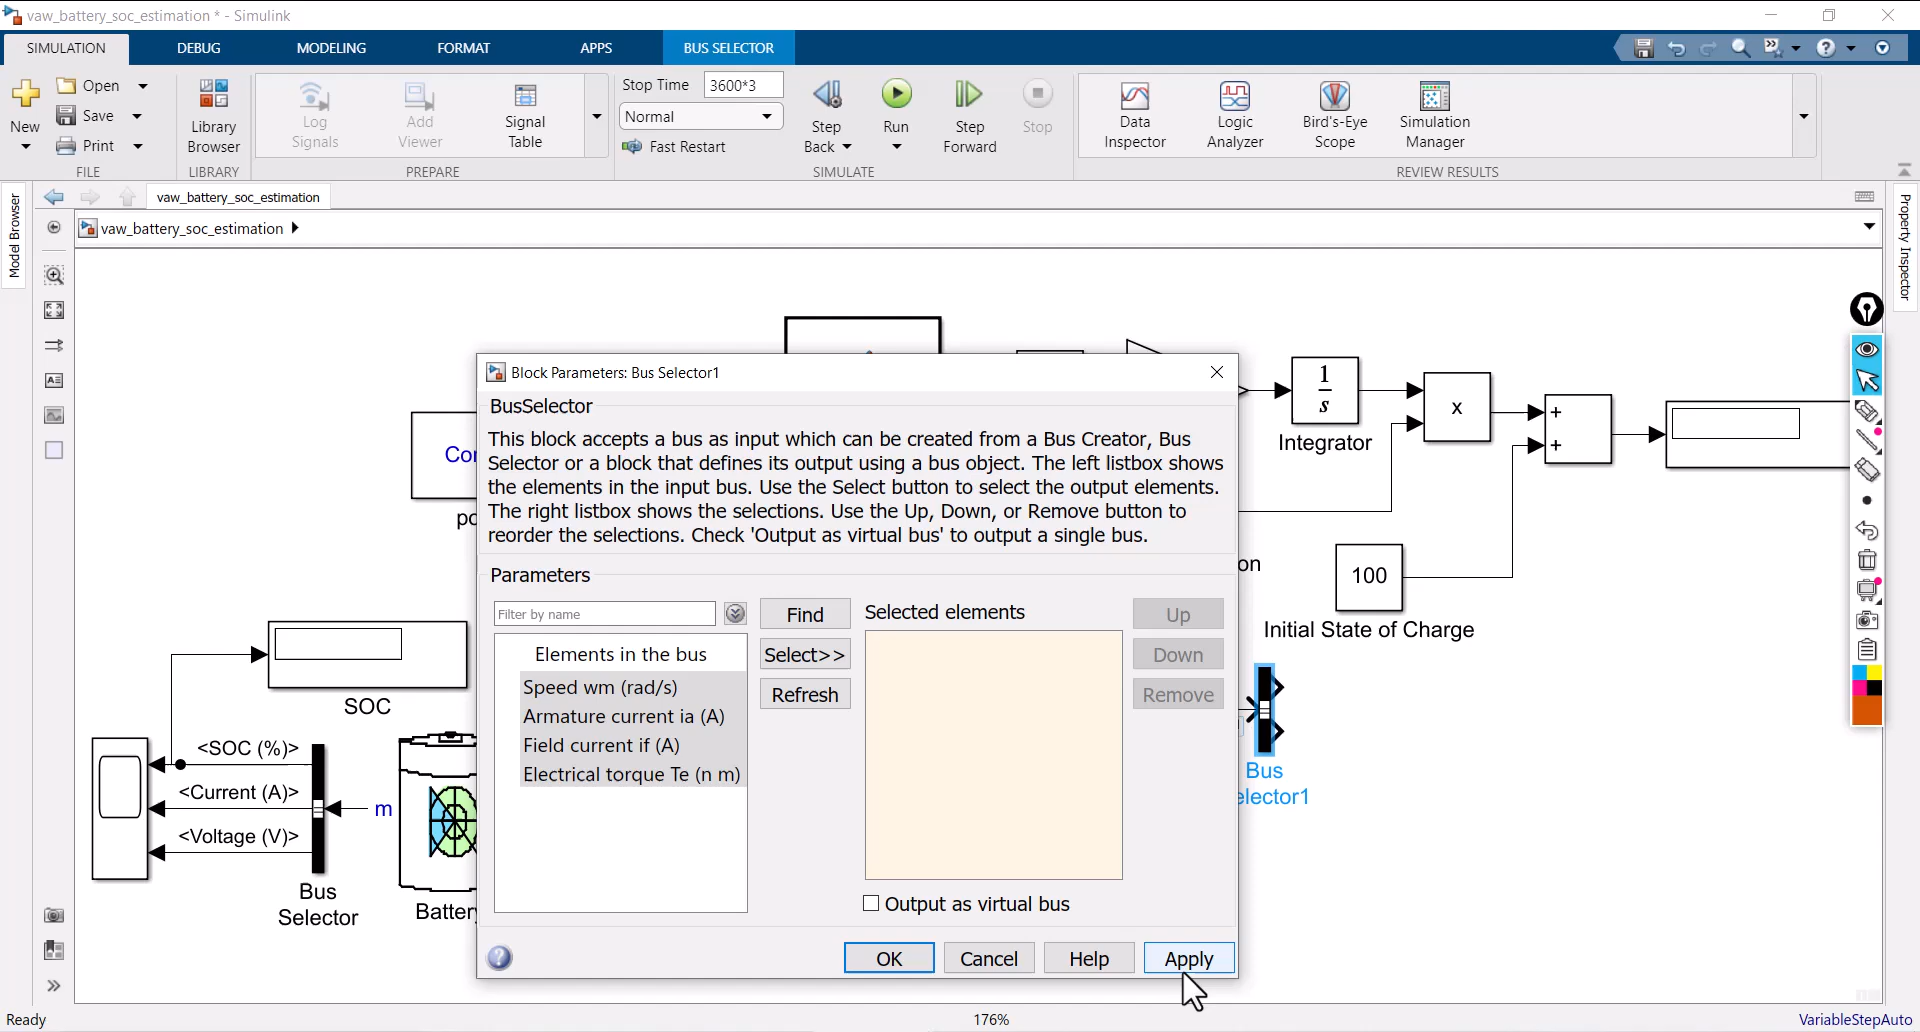 vaw_battery_soc_estimation * - Simulink
SIMULATION DEBUG MODELING FORMAT APPS BUS SELECTOR
New
Open
Save
Print
FILE
Library Browser
LIBRARY
Log Signals
Add Viewer
Signal Table
PREPARE
Stop Time 3600*3
Normal
Fast Restart
Step Back
Run
Step Forward
Stop
SIMULATE
Data Inspector
Logic Analyzer
Bird's-Eye Scope
Simulation Manager
REVIEW RESULTS
Model Browser
Property Inspector
vaw_battery_soc_estimation
vaw_battery_soc_estimation
Block Parameters: Bus Selector1
BusSelector
This block accepts a bus as input which can be created from a Bus Creator, Bus
Selector or a block that defines its output using a bus object. The left listbox shows
the elements in the input bus. Use the Select button to select the output elements.
The right listbox shows the selections. Use the Up, Down, or Remove button to
reorder the selections. Check 'Output as virtual bus' to output a single bus.
Parameters
Filter by name
Find
Select>>
Refresh
Elements in the bus
Speed wm (rad/s)
Armature current ia (A)
Field current if (A)
Electrical torque Te (n m)
Selected elements
Up
Down
Remove
Output as virtual bus
OK Cancel Help Apply
1
s
Integrator
x
+
+
100
Initial State of Charge
on
Bus
elector1
Con
po
SOC
<SOC (%)>
<Current (A)>
<Voltage (V)>
m
Bus
Selector
Battery
Ready
176%
VariableStepAuto